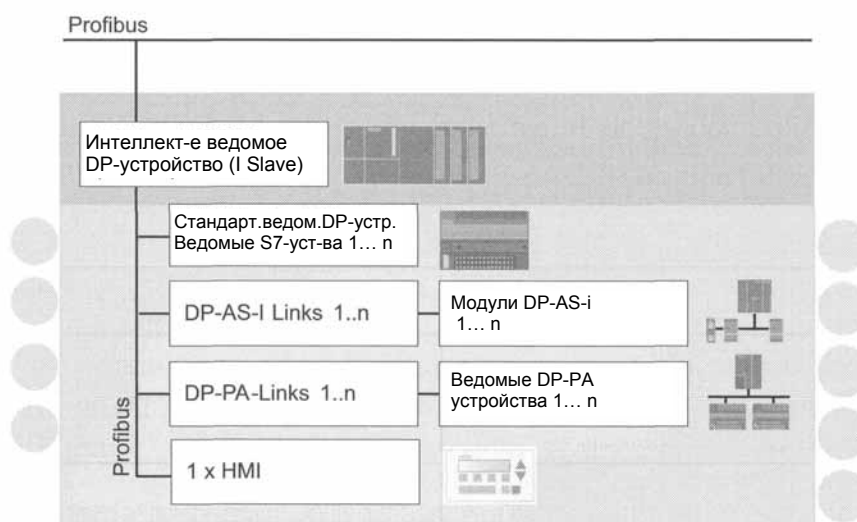 Profibus
Интеллект-е ведомое
DP-устройство (I Slave)
Стандарт.ведом.DP-устр.
Ведомые S7-уст-ва 1... n
DP-AS-I Links 1..n
Модули DP-AS-i
1... n
DP-PA-Links 1..n
Ведомые DP-PA
устройства 1... n
Profibus
1 x HMI